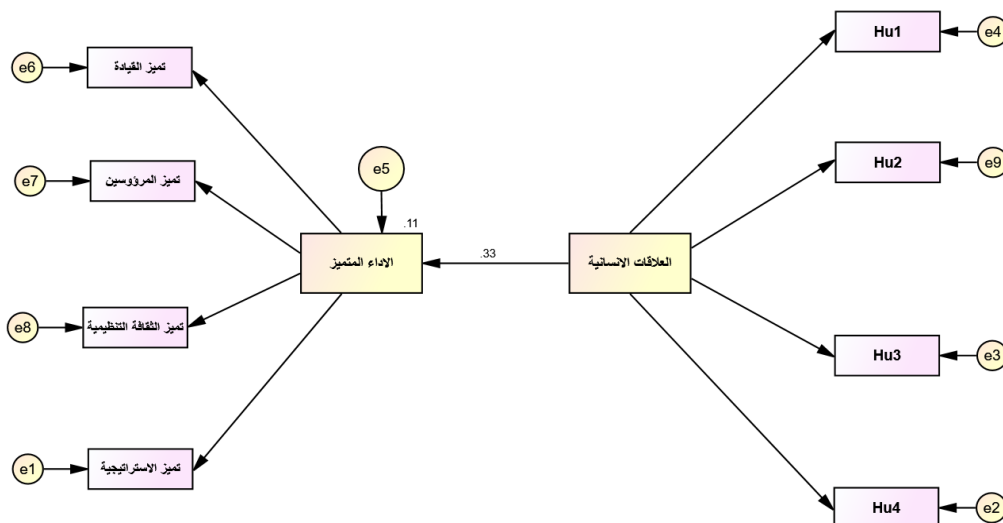 Hu1
e4
تميز القيادة
e6
Hu2
e9
e5
تميز المرؤوسين
e7
.11
.33
العلاقات الانسانية
الاداء المتميز
تميز الثقافة التنظيمية
e8
Hu3
e3
تميز الاستراتيجية
e1
Hu4
e2